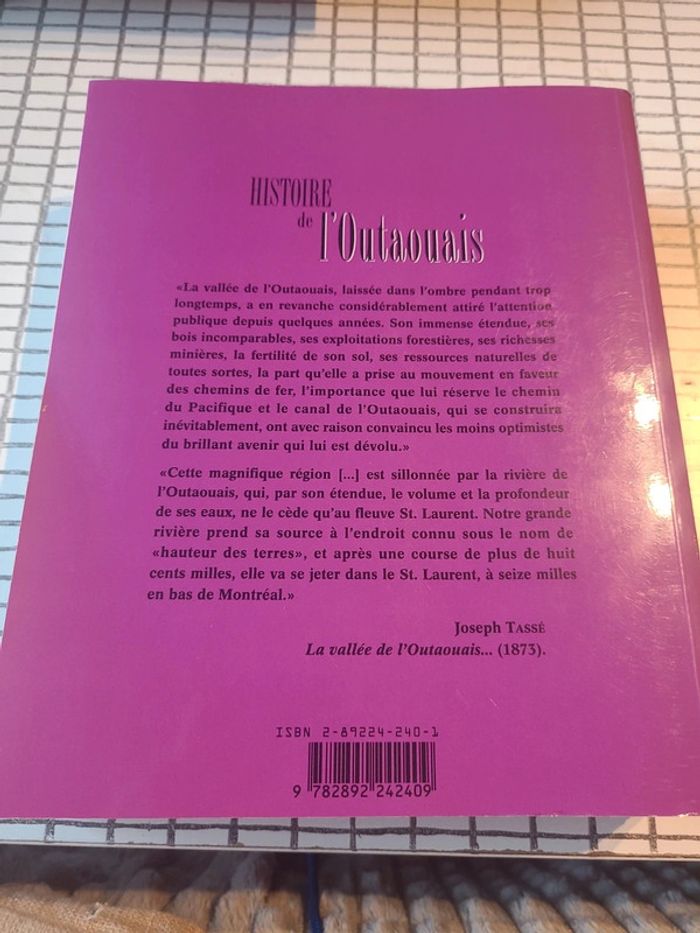 HISTOIRE
de l'Outaouais
«La vallée de l'Outaouais, laissée dans l'ombre pendant trop
longtemps, a en revanche considérablement attiré l'attention
publique depuis quelques années. Son immense étendue, ses
bois incomparables, ses exploitations forestières, ses richesses
minières, la fertilité de son sol, ses ressources naturelles de
toutes sortes, la part qu'elle a prise au mouvement en faveur
des chemins de fer, l'importance que lui réserve le chemin
du Pacifique et le canal de l'Outaouais, qui se construira
inévitablement, ont avec raison convaincu les moins optimistes
du brillant avenir qui lui est dévolu.»
«Cette magnifique région [...] est sillonnée par la rivière de
l'Outaouais, qui, par son étendue, le volume et la profondeur
de ses eaux, ne le cède qu'au fleuve St. Laurent. Notre grande
rivière prend sa source à l'endroit connu sous le nom de
«hauteur des terres», et après une course de plus de huit
cents milles, elle va se jeter dans le St. Laurent, à seize milles
en bas de Montréal.»
Joseph TASSÉ
La vallée de l'Outaouais... (1873).
ISBN 2-89224-240-1
9 782892 242409